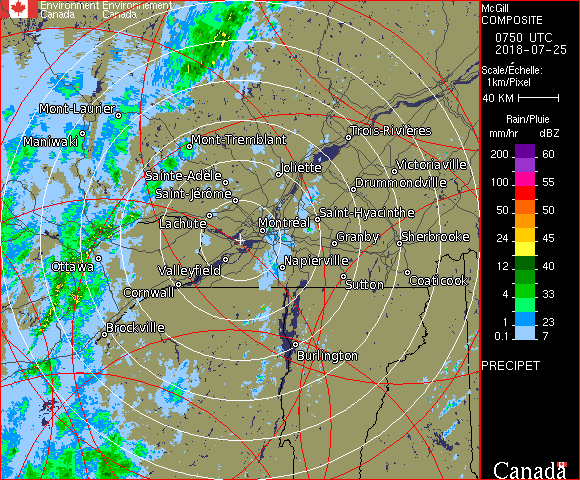 Environment Environnement
Canada Canada
Mont-Laurier
Maniwaki
Mont-Tremblant
Trois-Rivières
Sainte-Adèle
Joliette
Victoriaville
Saint-Jérôme
Drummondville
Lachute
Montréal
Saint-Hyacinthe
Granby
Sherbrooke
Ottawa
Valleyfield
Napierville
Cornwall
Sutton
Coaticook
Brockville
Burlington
McGill
COMPOSITE
0750 UTC
2018-07-25
Scale/Échelle:
1km/Pixel
40 KM
Rain/Pluie
mm/hr dBZ
200 60
100 55
50 50
24 45
12 40
4 33
1 23
0.1 7
PRECIPET
Canada